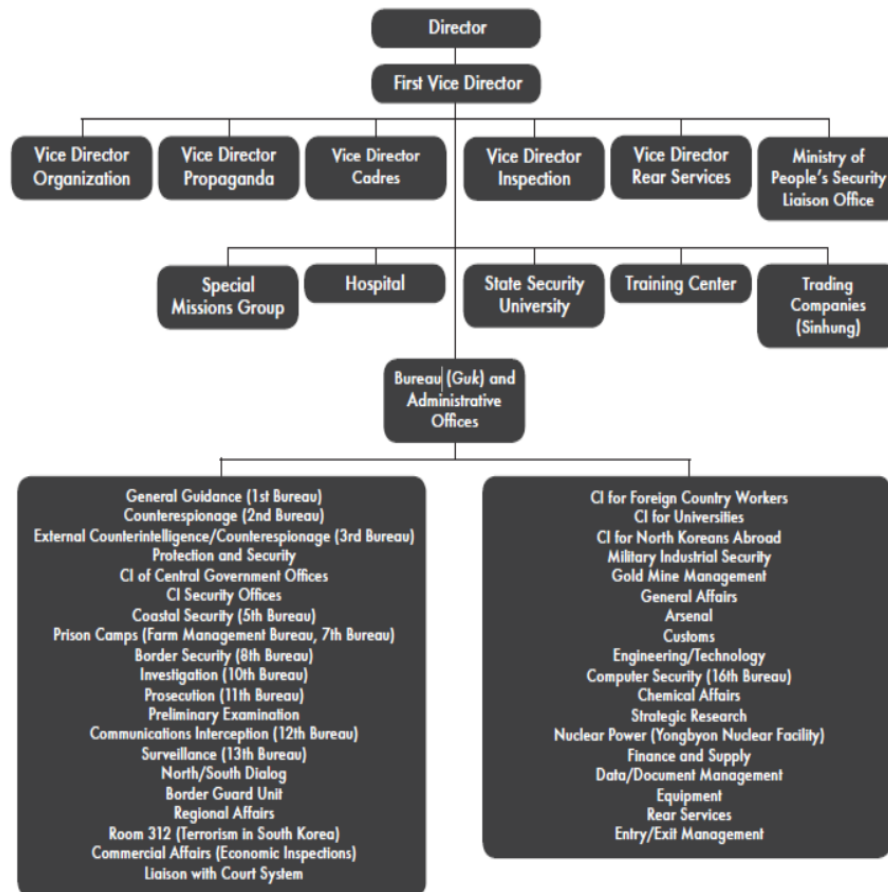 Director
First Vice Director
Vice Director
Organization
Vice Director
Propaganda
Vice Director
Cadres
Vice Director
Inspection
Vice Director
Rear Services
Ministry of
People's Security
Liaison Office
Special
Missions Group
Hospital
State Security
University
Training Center
Trading
Companies
(Sinhung)
Bureau (Guk) and
Administrative
Offices
General Guidance (1st Bureau)
Counterespionage (2nd Bureau)
External Counterintelligence/Counterespionage (3rd Bureau)
Protection and Security
CI of Central Government Offices
CI Security Offices
Coastal Security (5th Bureau)
Prison Camps (Farm Management Bureau, 7th Bureau)
Border Security (8th Bureau)
Investigation (10th Bureau)
Prosecution (11th Bureau)
Preliminary Examination
Communications Interception (12th Bureau)
Surveillance (13th Bureau)
North/South Dialog
Border Guard Unit
Regional Affairs
Room 312 (Terrorism in South Korea)
Commercial Affairs (Economic Inspections)
Liaison with Court System
CI for Foreign Country Workers
CI for Universities
CI for North Koreans Abroad
Military Industrial Security
Gold Mine Management
General Affairs
Arsenal
Customs
Engineering/Technology
Computer Security (16th Bureau)
Chemical Affairs
Strategic Research
Nuclear Power (Yongbyon Nuclear Facility)
Finance and Supply
Data/Document Management
Equipment
Rear Services
Entry/Exit Management